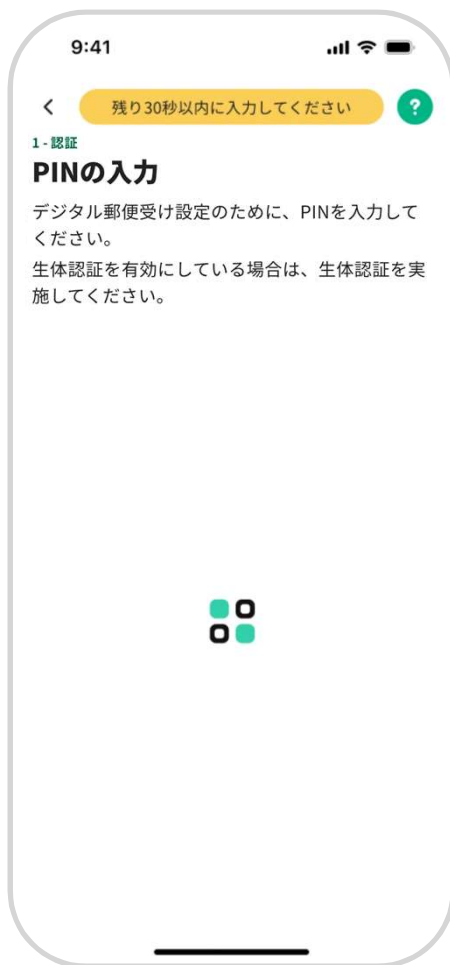 9:41
残り30秒以内に入力してください
?
1 - 認証
PINの入力
デジタル郵便受け設定のために、PINを入力して
ください。
生体認証を有効にしている場合は、生体認証を実
施してください。